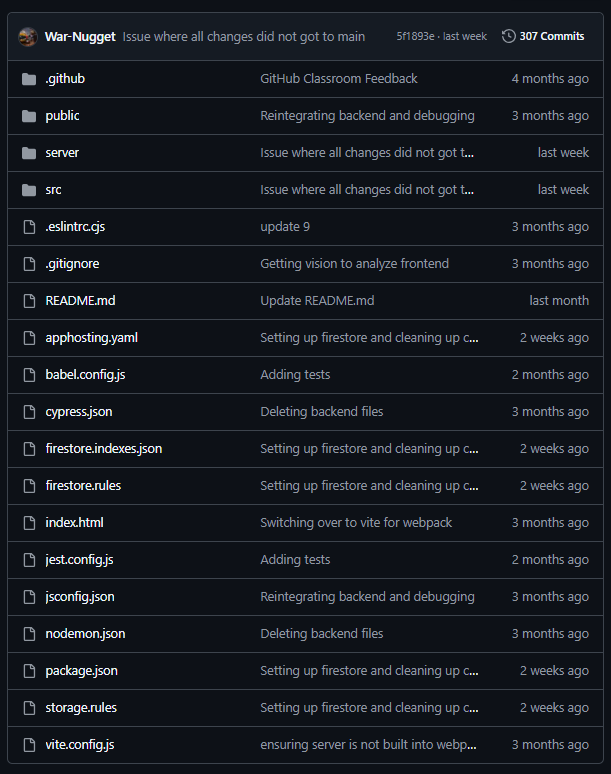 War-Nugget Issue where all changes did not got to main 5f1893e · last week 307 Commits
.github GitHub Classroom Feedback 4 months ago
public Reintegrating backend and debugging 3 months ago
server Issue where all changes did not got t... last week
src Issue where all changes did not got t... last week
.eslintrc.cjs update 9 3 months ago
.gitignore Getting vision to analyze frontend 3 months ago
README.md Update README.md last month
apphosting.yaml Setting up firestore and cleaning up c... 2 weeks ago
babel.config.js Adding tests 2 months ago
cypress.json Deleting backend files 3 months ago
firestore.indexes.json Setting up firestore and cleaning up c... 2 weeks ago
firestore.rules Setting up firestore and cleaning up c... 2 weeks ago
index.html Switching over to vite for webpack 3 months ago
jest.config.js Adding tests 2 months ago
jsconfig.json Reintegrating backend and debugging 3 months ago
nodemon.json Deleting backend files 3 months ago
package.json Setting up firestore and cleaning up c... 2 weeks ago
storage.rules Setting up firestore and cleaning up c... 2 weeks ago
vite.config.js ensuring server is not built into webp... 3 months ago